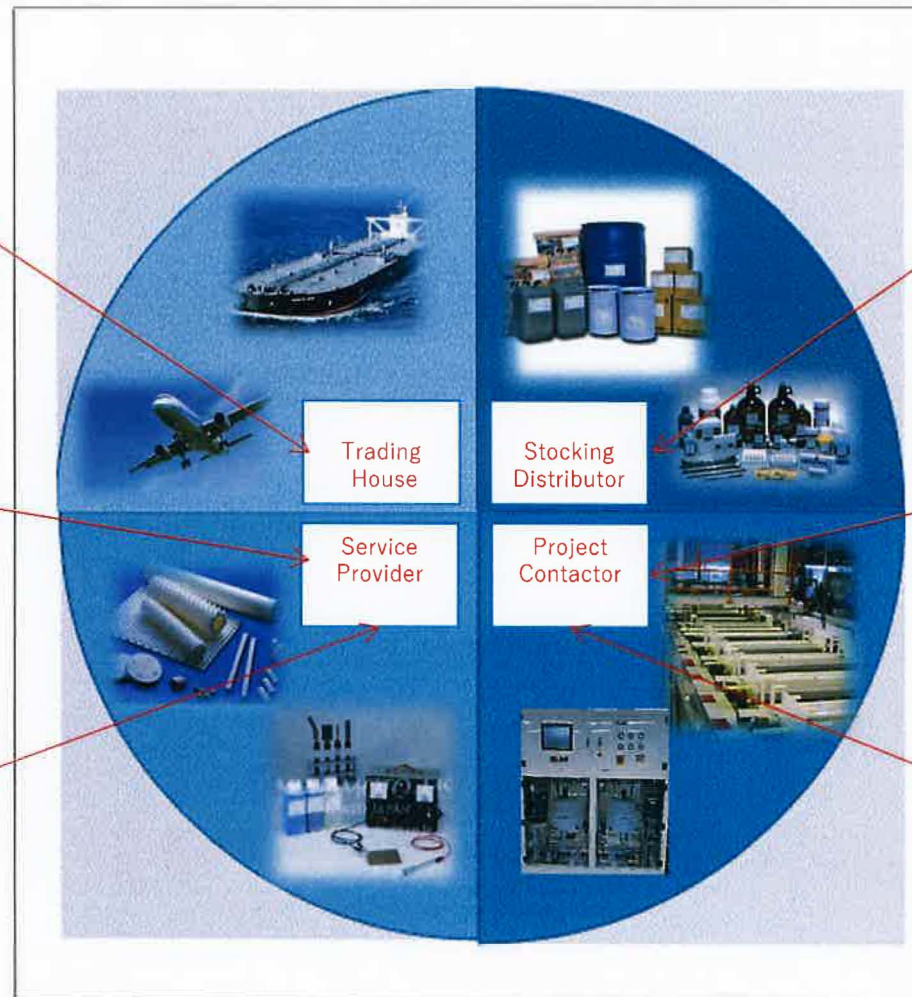 Trading
House
Stocking
Distributor
Service
Provider
Project
Contactor